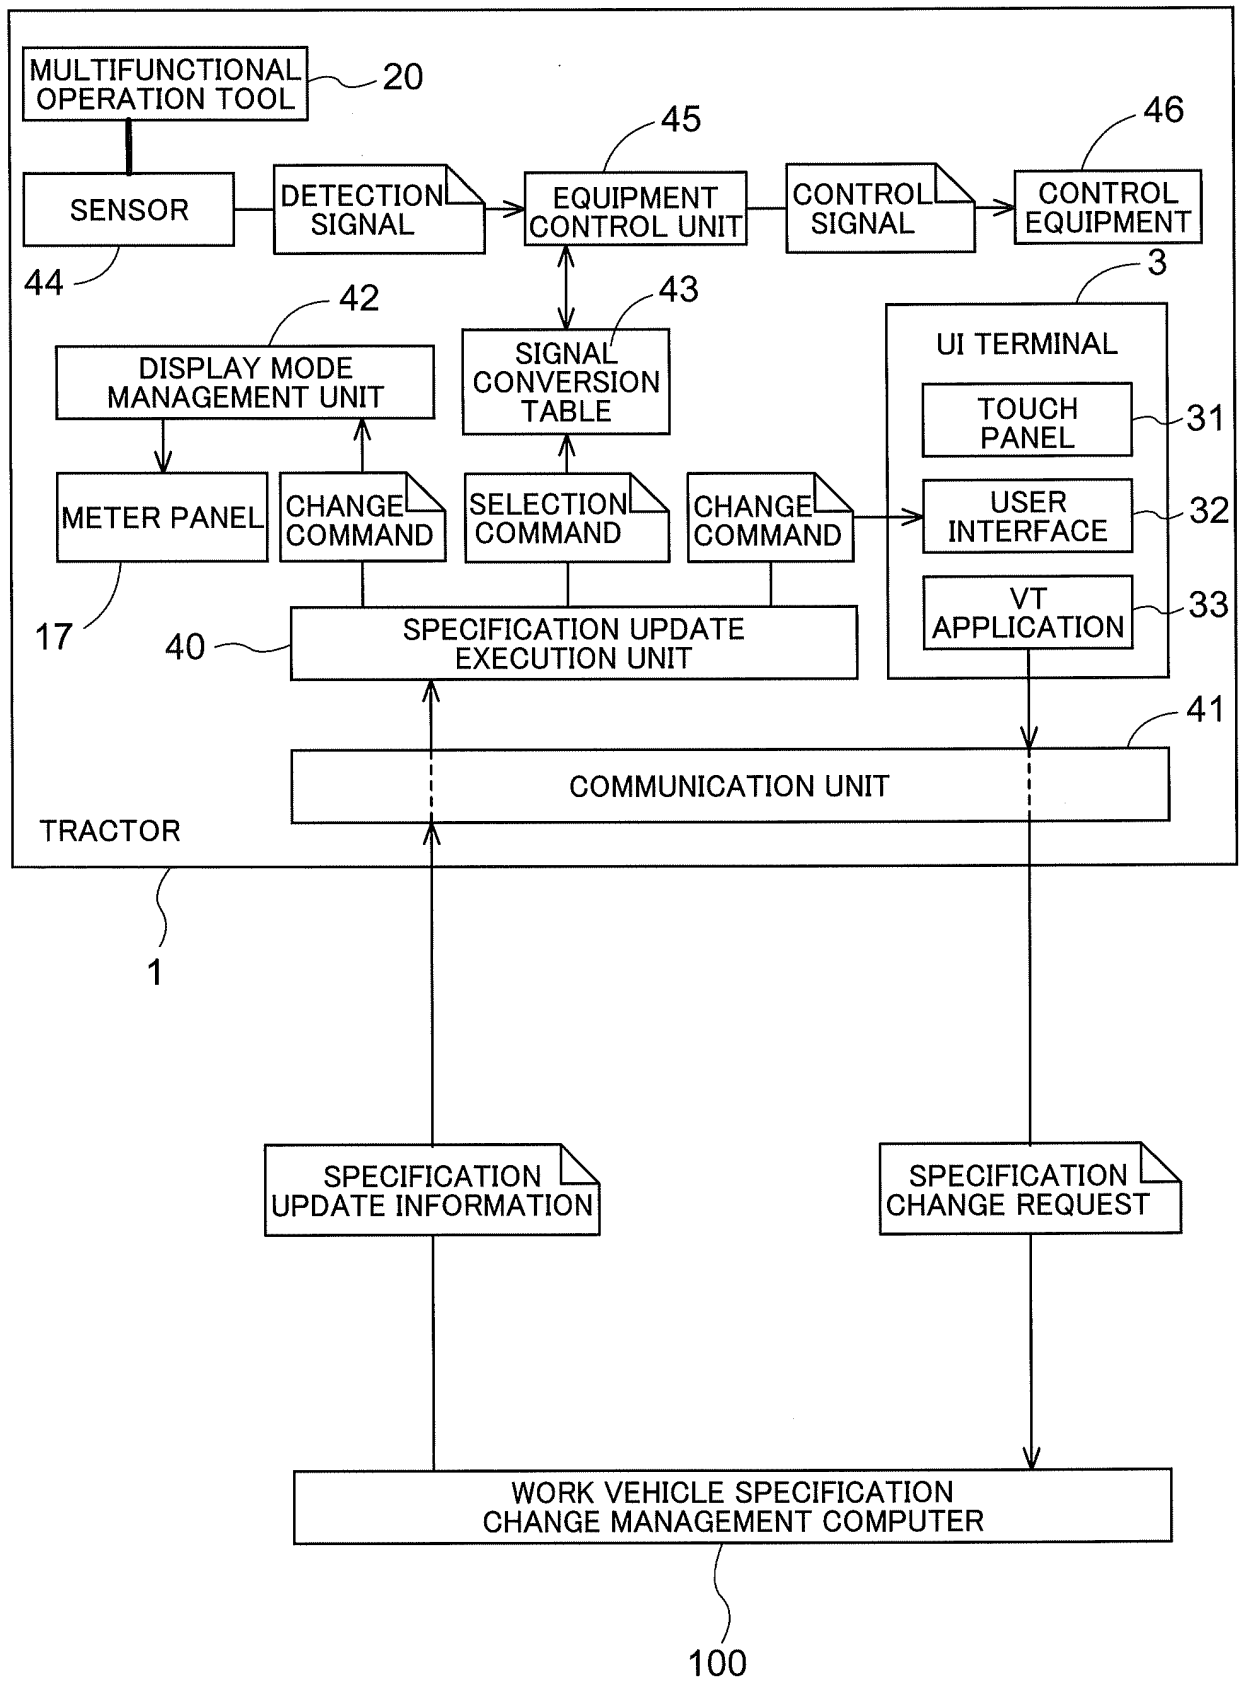 MULTIFUNCTIONAL
OPERATION TOOL
20
45
46
SENSOR
DETECTION
SIGNAL
EQUIPMENT
CONTROL UNIT
CONTROL
SIGNAL
CONTROL
EQUIPMENT
44
42
43
3
DISPLAY MODE
MANAGEMENT UNIT
SIGNAL
CONVERSION
TABLE
UI TERMINAL
TOUCH
PANEL
31
METER PANEL
CHANGE
COMMAND
SELECTION
COMMAND
CHANGE
COMMAND
USER
INTERFACE
32
17
40
SPECIFICATION UPDATE
EXECUTION UNIT
VT
APPLICATION
33
41
COMMUNICATION UNIT
TRACTOR
1
SPECIFICATION
UPDATE INFORMATION
SPECIFICATION
CHANGE REQUEST
WORK VEHICLE SPECIFICATION
CHANGE MANAGEMENT COMPUTER
100